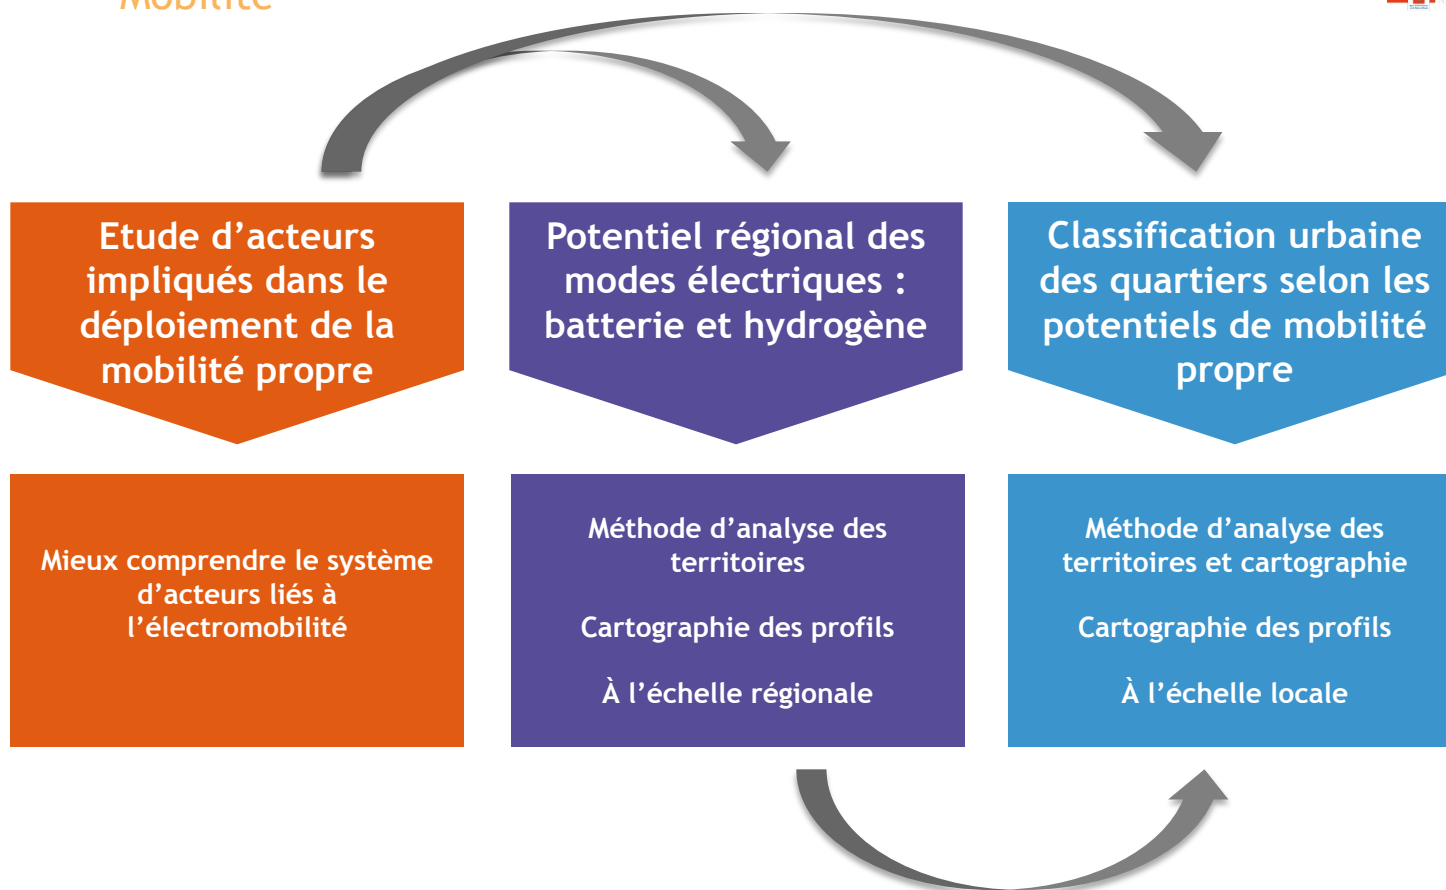 Mobilité
Etude d’acteurs
impliqués dans le
déploiement de la
mobilité propre
Potentiel régional des
modes électriques :
batterie et hydrogène
Classification urbaine
des quartiers selon les
potentiels de mobilité
propre
Mieux comprendre le système
d’acteurs liés à
l’électromobilité
Méthode d’analyse des
territoires
Cartographie des profils
À l’échelle régionale
Méthode d’analyse des
territoires et cartographie
Cartographie des profils
À l’échelle locale